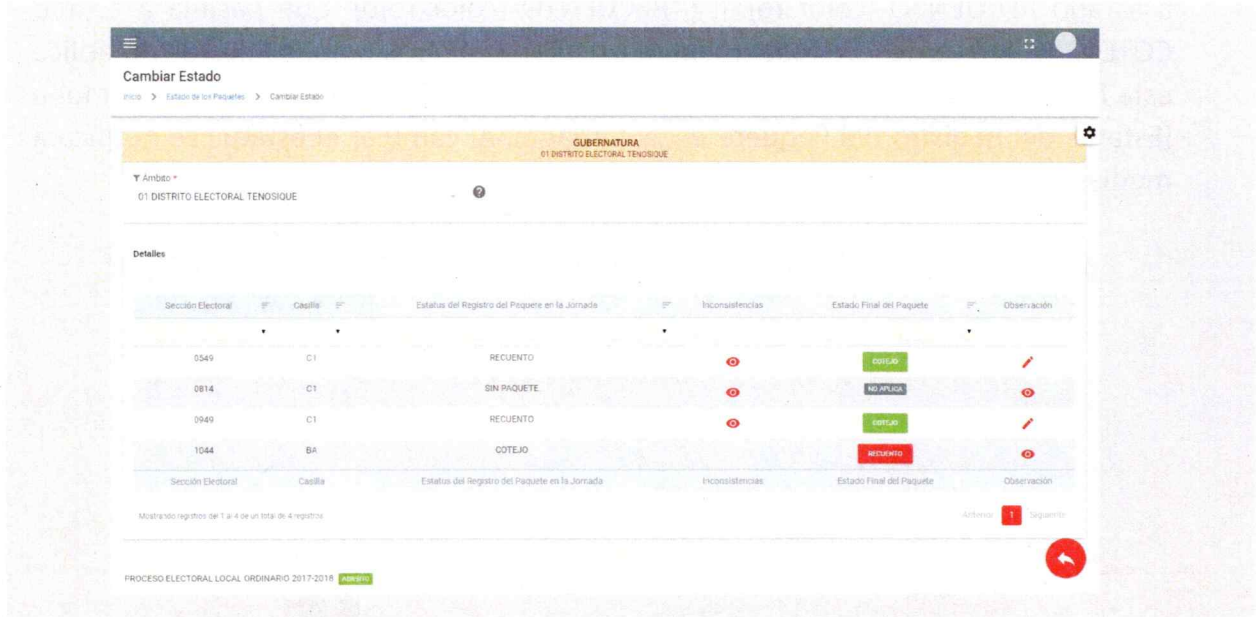 Cambiar Estado
Inicio > Estado de los Paquetes > Cambiar Estado
GUBERNATURA
01 DISTRITO ELECTORAL TENOSIQUE
Ámbito *
01 DISTRITO ELECTORAL TENOSIQUE
Detalles
Sección Electoral Casilla Estatus del Registro del Paquete en la Jornada Inconsistencias Estado Final del Paquete Observación
0549 C1 RECUENTO COTEJO
0814 C1 SIN PAQUETE NO APLICA
0949 C1 RECUENTO COTEJO
1044 BA COTEJO RECUENTO
Sección Electoral Casilla Estatus del Registro del Paquete en la Jornada Inconsistencias Estado Final del Paquete Observación
Mostrando registros del 1 al 4 de un total de 4 registros
Anterior 1 Siguiente
PROCESO ELECTORAL LOCAL ORDINARIO 2017-2018